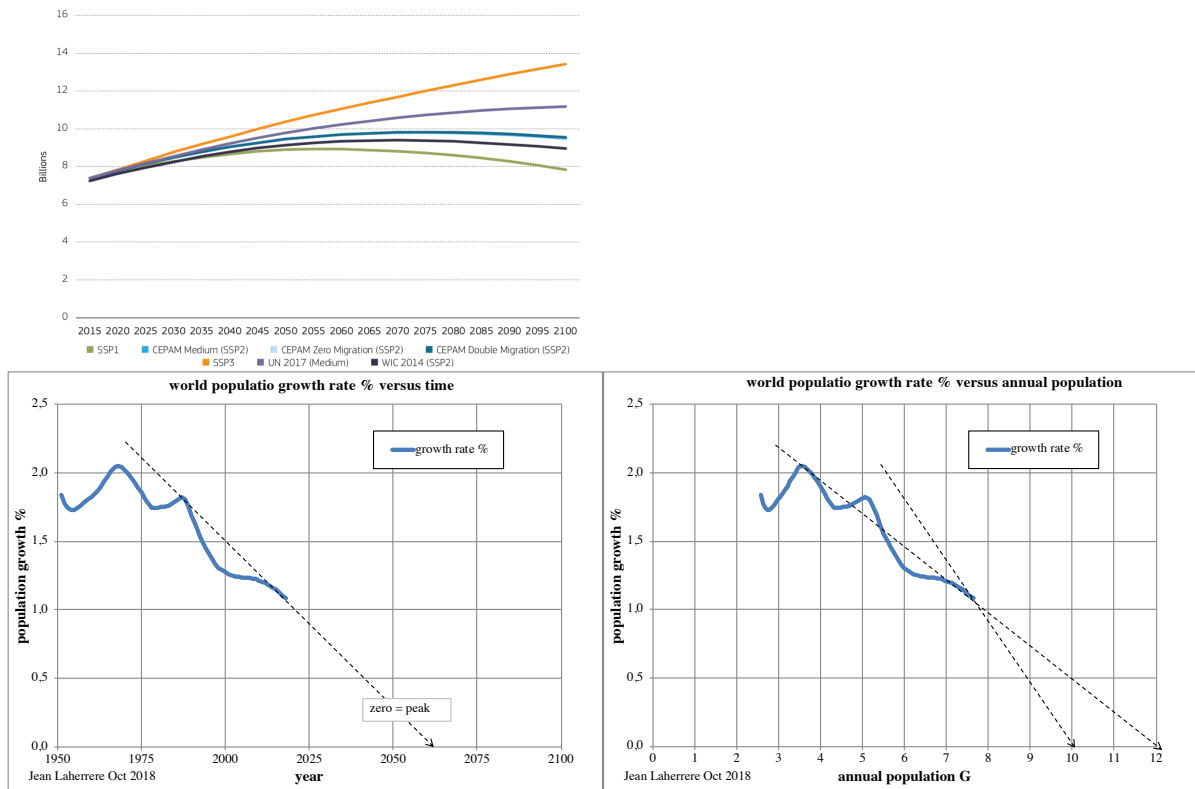 16
14
12
10
8
6
4
2
0
Billions
2015 2020 2025 2030 2035 2040 2045 2050 2055 2060 2065 2070 2075 2080 2085 2090 2095 2100
SSP1 CEPAM Medium (SSP2) CEPAM Zero Migration (SSP2) CEPAM Double Migration (SSP2)
SSP3 UN 2017 (Medium) WIC 2014 (SSP2)
world populatio growth rate % versus time
2,5
2,0
1,5
1,0
0,5
0,0
population growth %
growth rate %
zero = peak
1950 1975 2000 2025 2050 2075 2100
Jean Laherrere Oct 2018
year
world populatio growth rate % versus annual population
2,5
2,0
1,5
1,0
0,5
0,0
population growth %
growth rate %
0 1 2 3 4 5 6 7 8 9 10 11 12
Jean Laherrere Oct 2018
annual population G